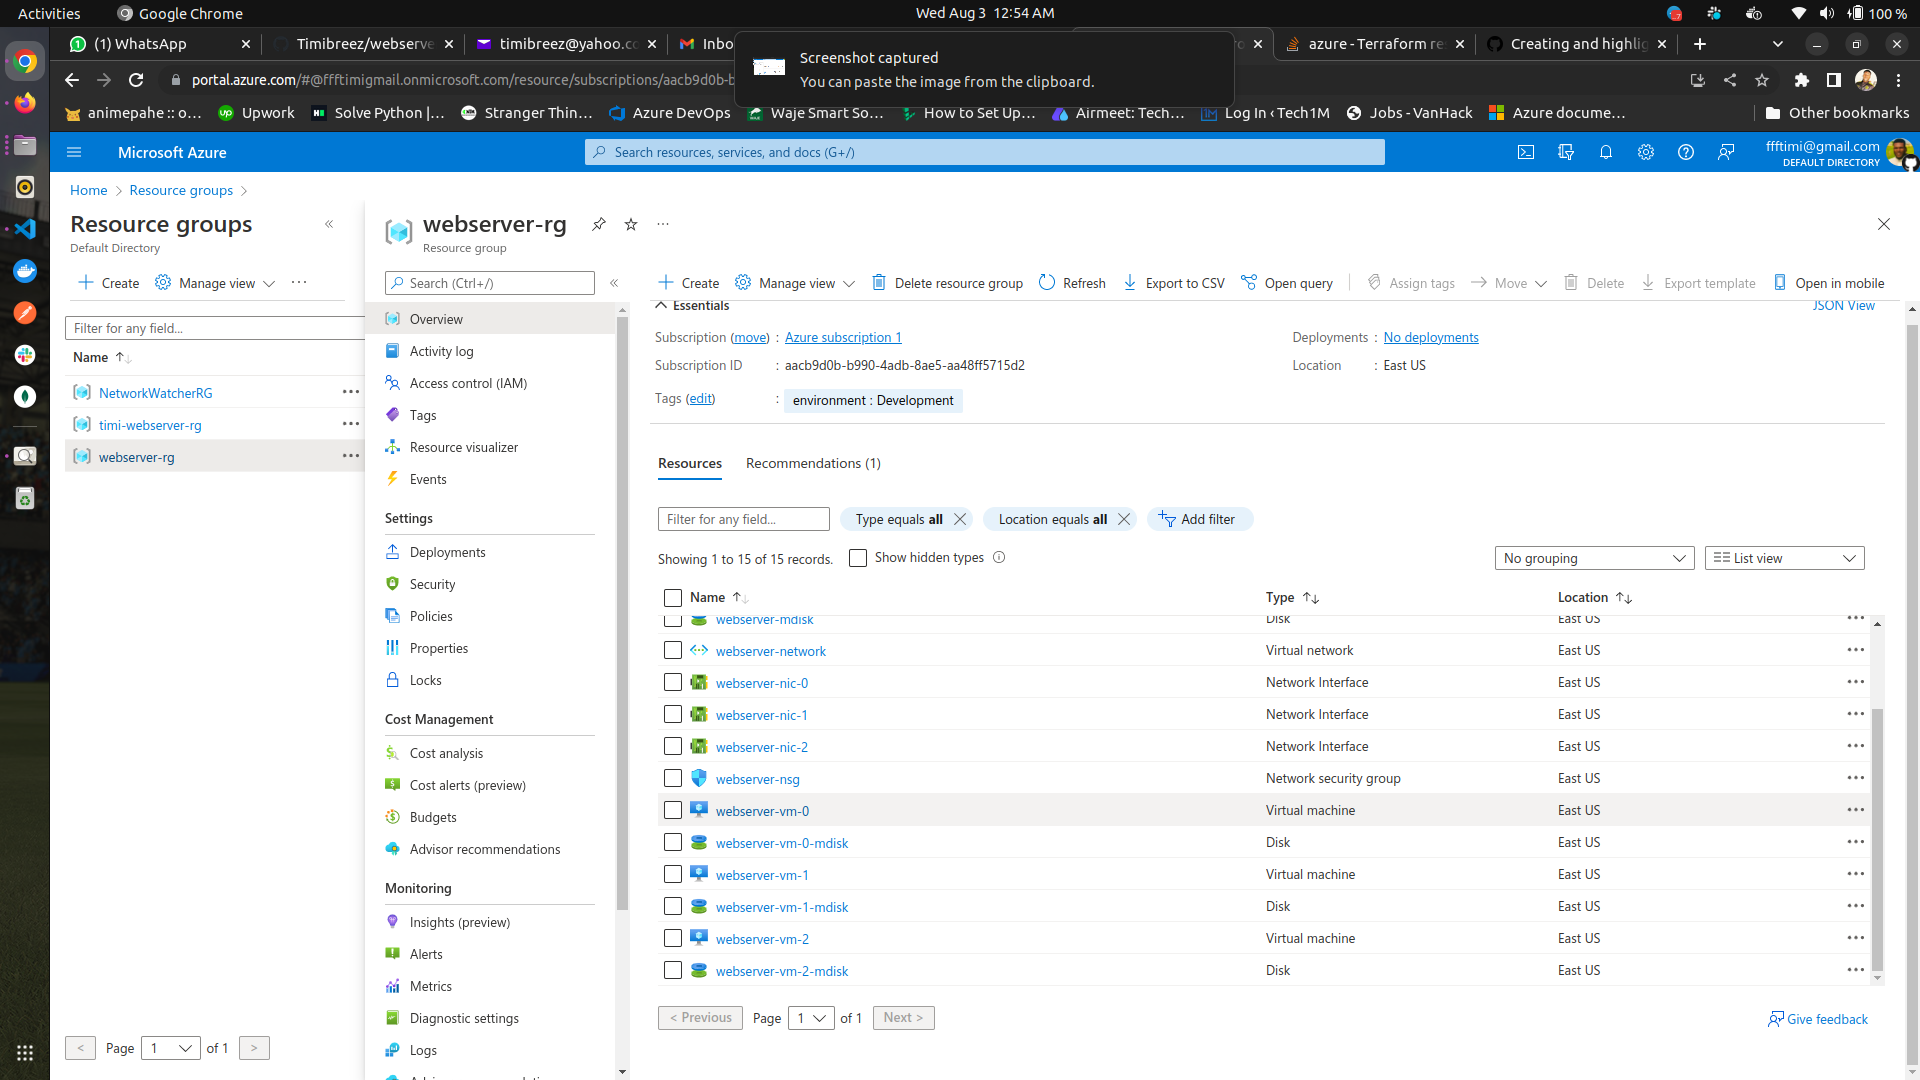 Activities
Google Chrome
Wed Aug 3 12:54 AM
100 %
(1) WhatsApp
Timibreez/webserve
timibreez@yahoo.co
Inbo
azure - Terraform re
Creating and highlig
Screenshot captured
You can paste the image from the clipboard.
portal.azure.com/#@ffftimigmail.onmicrosoft.com/resource/subscriptions/aacb9d0b-b
animepahe :: o…
Upwork
Solve Python |…
Stranger Thin…
Azure DevOps
Waje Smart So…
How to Set Up…
Airmeet: Tech…
Log In ‹ Tech1M
Jobs - VanHack
Azure docume…
Other bookmarks
Microsoft Azure
Search resources, services, and docs (G+/)
ffftimi@gmail.com
DEFAULT DIRECTORY
Home
Resource groups
Resource groups
Default Directory
Create
Manage view
Filter for any field...
Name
NetworkWatcherRG
timi-webserver-rg
webserver-rg
< Page 1 of 1 >
webserver-rg
Resource group
Search (Ctrl+/)
Overview
Activity log
Access control (IAM)
Tags
Resource visualizer
Events
Settings
Deployments
Security
Policies
Properties
Locks
Cost Management
Cost analysis
Cost alerts (preview)
Budgets
Advisor recommendations
Monitoring
Insights (preview)
Alerts
Metrics
Diagnostic settings
Logs
Create
Manage view
Delete resource group
Refresh
Export to CSV
Open query
Assign tags
Move
Delete
Export template
Open in mobile
Essentials
JSON View
Subscription (move) : Azure subscription 1
Deployments : No deployments
Subscription ID : aacb9d0b-b990-4adb-8ae5-aa48ff5715d2
Location : East US
Tags (edit) : environment : Development
Resources
Recommendations (1)
Filter for any field...
Type equals all
Location equals all
Add filter
Showing 1 to 15 of 15 records.
Show hidden types
No grouping
List view
Name Type Location
webserver-mdisk Disk East US
webserver-network Virtual network East US
webserver-nic-0 Network Interface East US
webserver-nic-1 Network Interface East US
webserver-nic-2 Network Interface East US
webserver-nsg Network security group East US
webserver-vm-0 Virtual machine East US
webserver-vm-0-mdisk Disk East US
webserver-vm-1 Virtual machine East US
webserver-vm-1-mdisk Disk East US
webserver-vm-2 Virtual machine East US
webserver-vm-2-mdisk Disk East US
< Previous Page 1 of 1 Next >
Give feedback